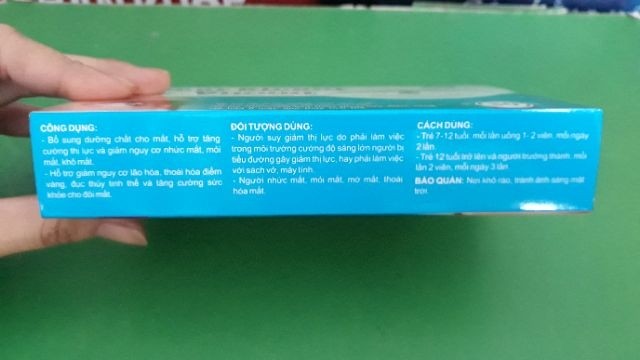 CÔNG DỤNG:
- Bổ sung dưỡng chất cho mắt, hỗ trợ tăng
cường thị lực và giảm nguy cơ nhức mắt, mỏi
mắt, khô mắt.
- Hỗ trợ giảm nguy cơ lão hóa, thoái hóa điểm
vàng, đục thủy tinh thể và tăng cường sức
khỏe cho đôi mắt.
ĐỐI TƯỢNG DÙNG:
- Người suy giảm thị lực do phải làm việc
trong môi trường cường độ sáng lớn người bị
tiểu đường gây giảm thị lực, hay phải làm việc
với sách vở, máy tính.
- Người nhức mắt, mỏi mắt, mờ mắt, thoái
hóa mắt.
CÁCH DÙNG:
- Trẻ 7-12 tuổi: mỗi lần uống 1- 2 viên, mỗi ngày
2 lần.
- Trẻ 12 tuổi trở lên và người trưởng thành: mỗi
lần 2 viên, mỗi ngày 3 lần.
BẢO QUẢN: Nơi khô ráo, tránh ánh sáng mặt
trời.